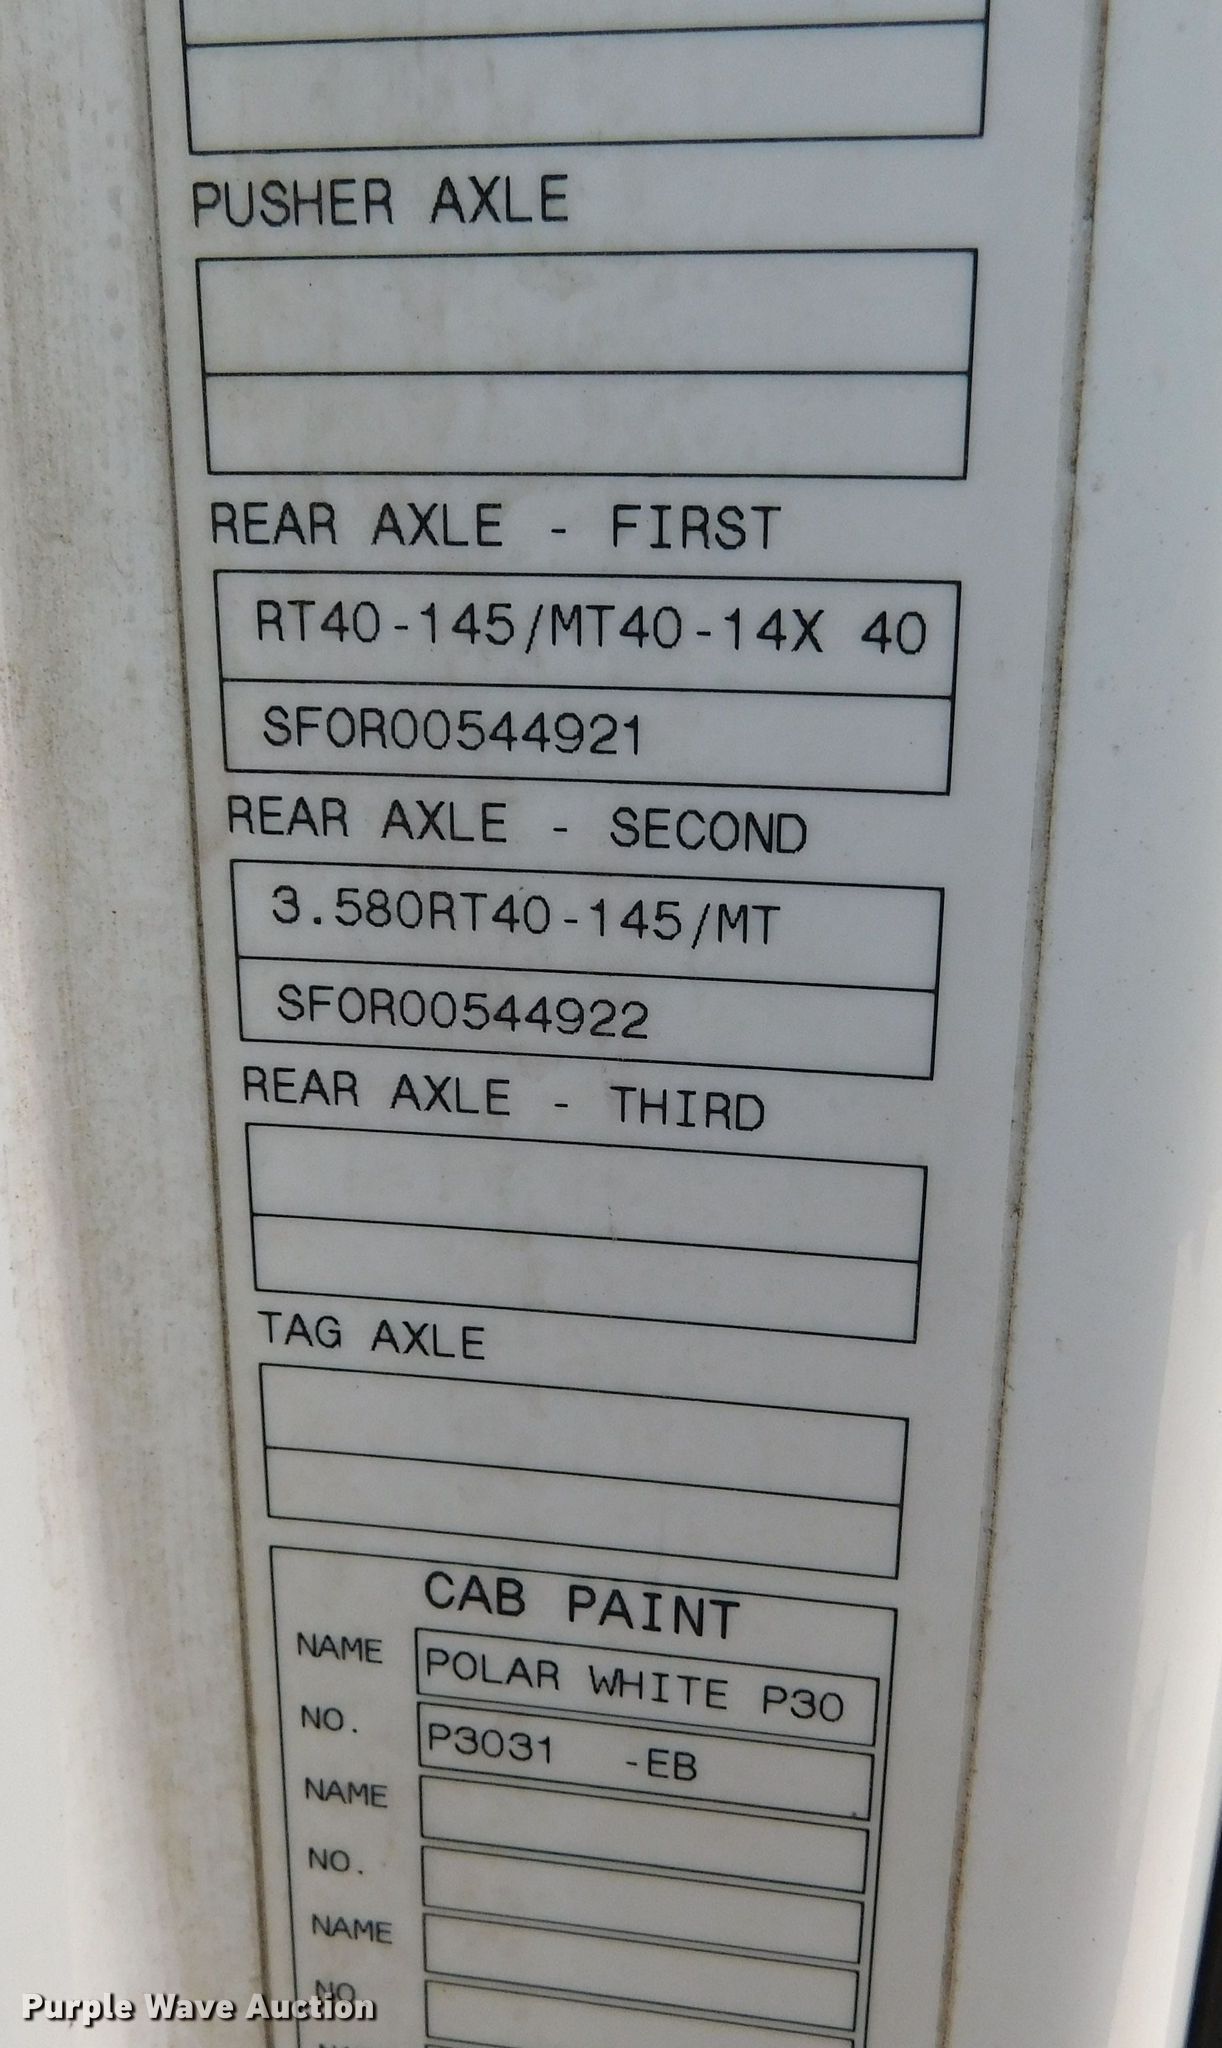 PUSHER AXLE
REAR AXLE - FIRST
RT40-145/MT40-14X 40
SFOR00544921
REAR AXLE - SECOND
3.580RT40-145/MT
SFOR00544922
REAR AXLE - THIRD
TAG AXLE
CAB PAINT
NAME POLAR WHITE P30
NO. P3031 -EB
NAME
NO.
NAME
NO.
Purple Wave Auction